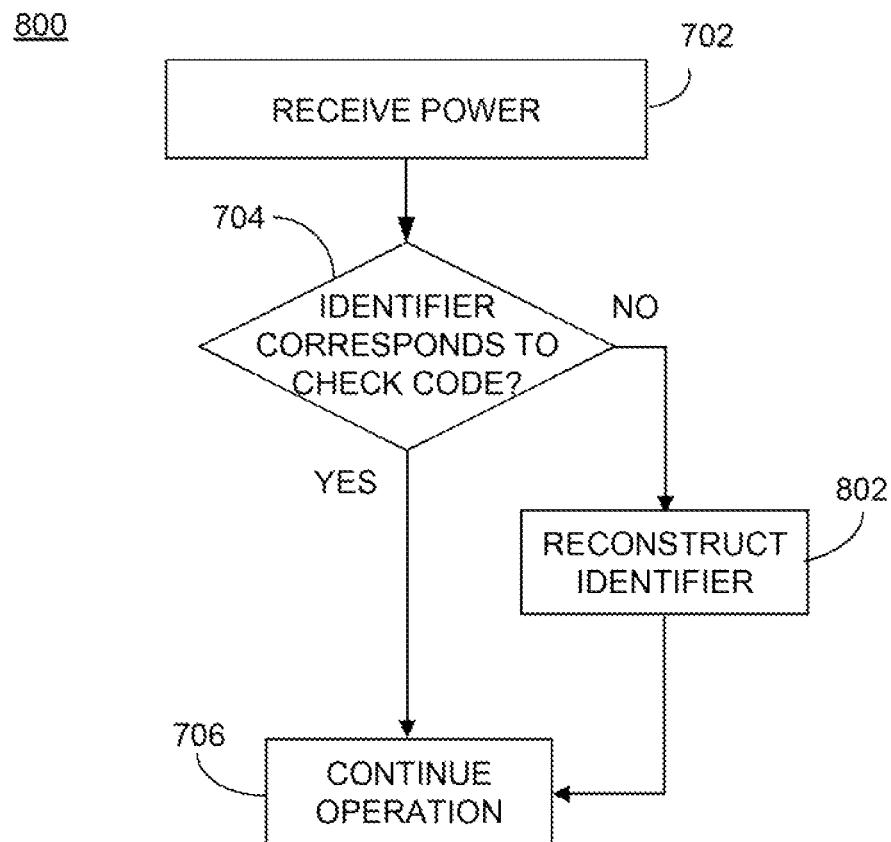 800
702
RECEIVE POWER
704
IDENTIFIER
CORRESPONDS TO
CHECK CODE?
NO
YES
802
RECONSTRUCT
IDENTIFIER
706
CONTINUE
OPERATION